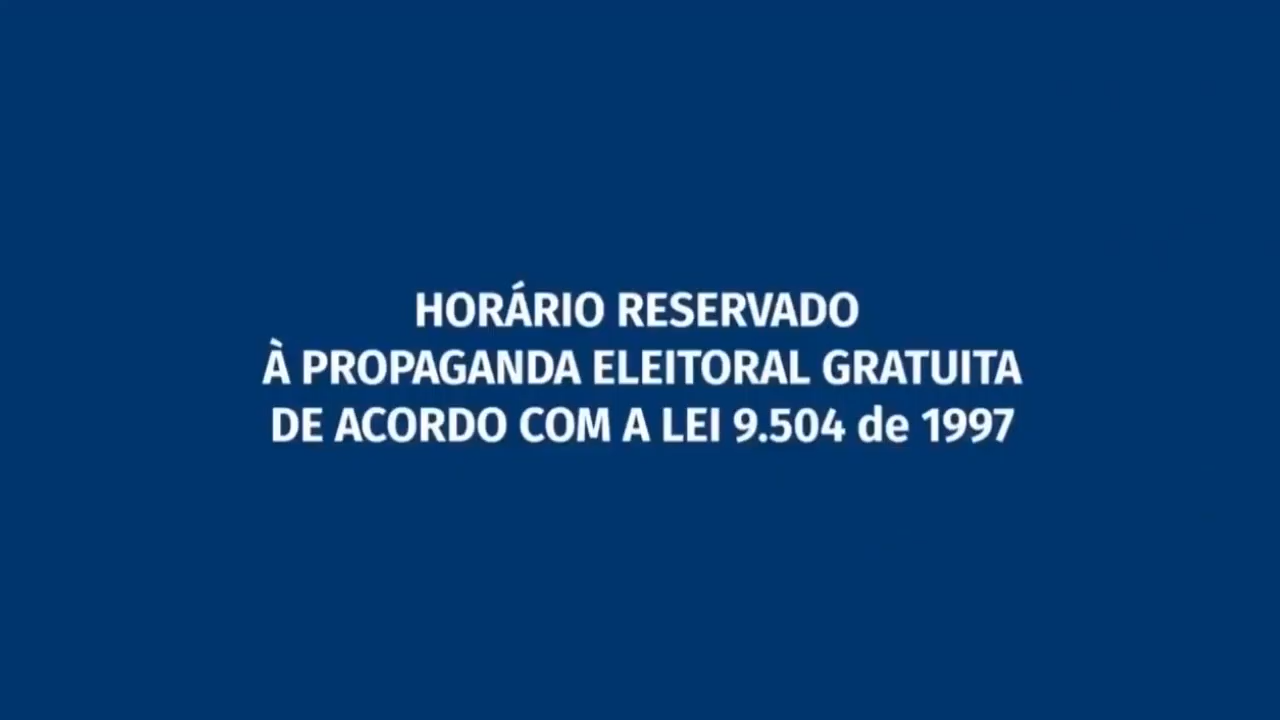 HORÁRIO RESERVADO
À PROPAGANDA ELEITORAL GRATUITA
DE ACORDO COM A LEI 9.504 de 1997